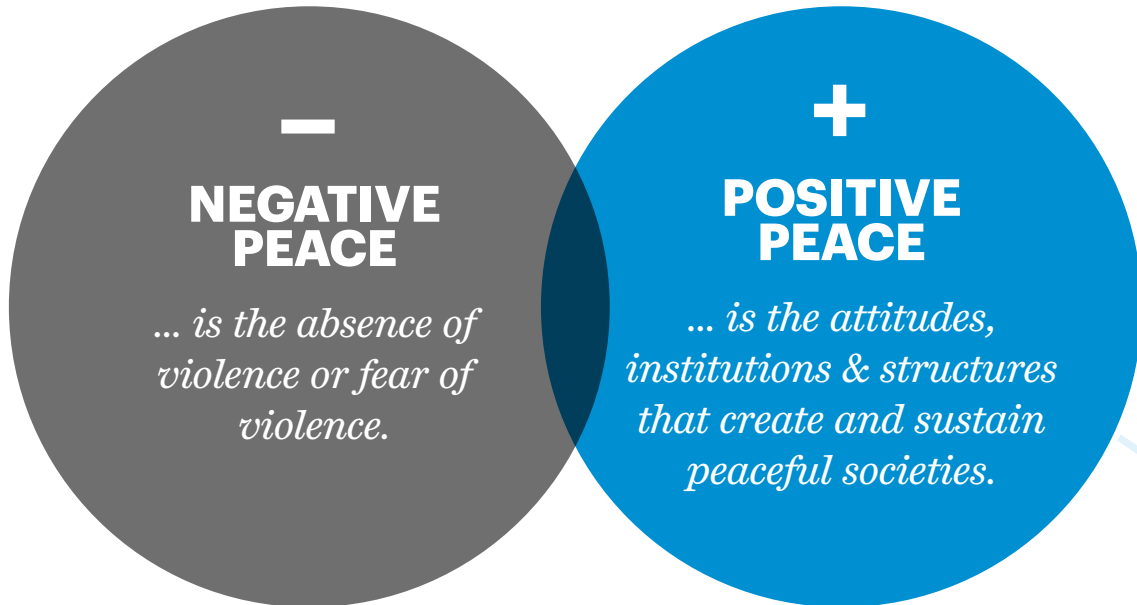 –
NEGATIVE
PEACE
... is the absence of
violence or fear of
violence.
+
POSITIVE
PEACE
... is the attitudes,
institutions & structures
that create and sustain
peaceful societies.